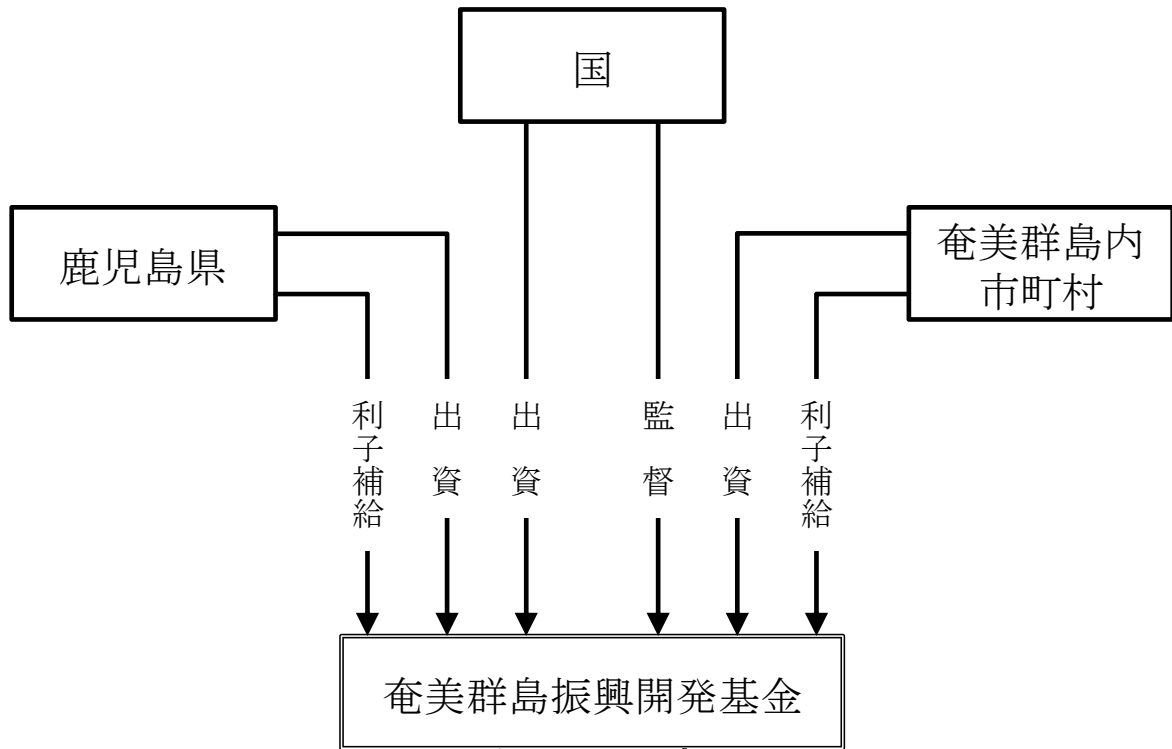 国
鹿児島県
奄美群島内
市町村
利子補給
出資
出資
監督
出資
利子補給
奄美群島振興開発基金